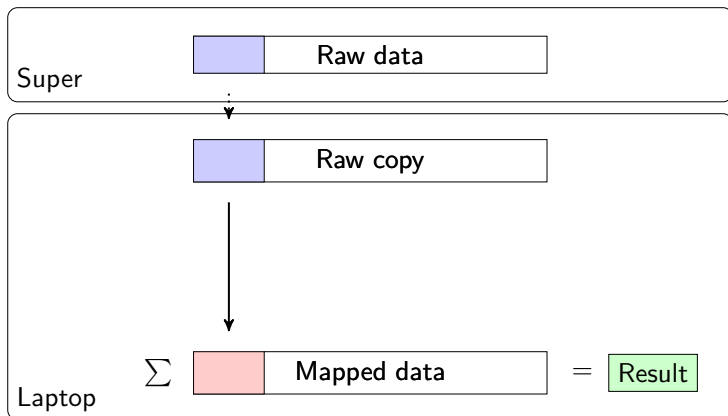 Raw data
Super
Raw copy
∑ Mapped data = Result
Laptop